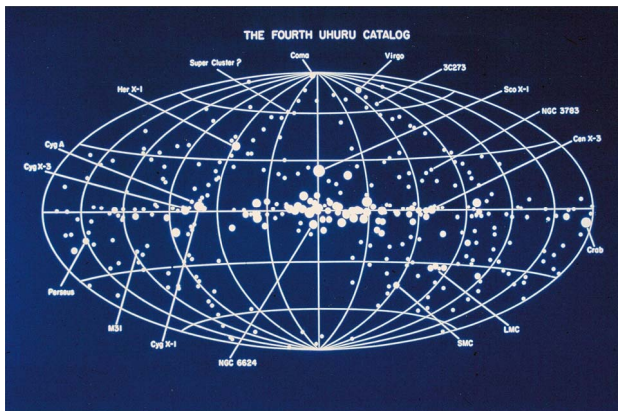 THE FOURTH UHURU CATALOG
Coma
Virgo
Super Cluster ?
3C273
Her X-1
Sco X-1
NGC 3783
Cyg A
Cen X-3
Cyg X-3
Crab
Perseus
M31
LMC
Cyg X-1
SMC
NGC 6624